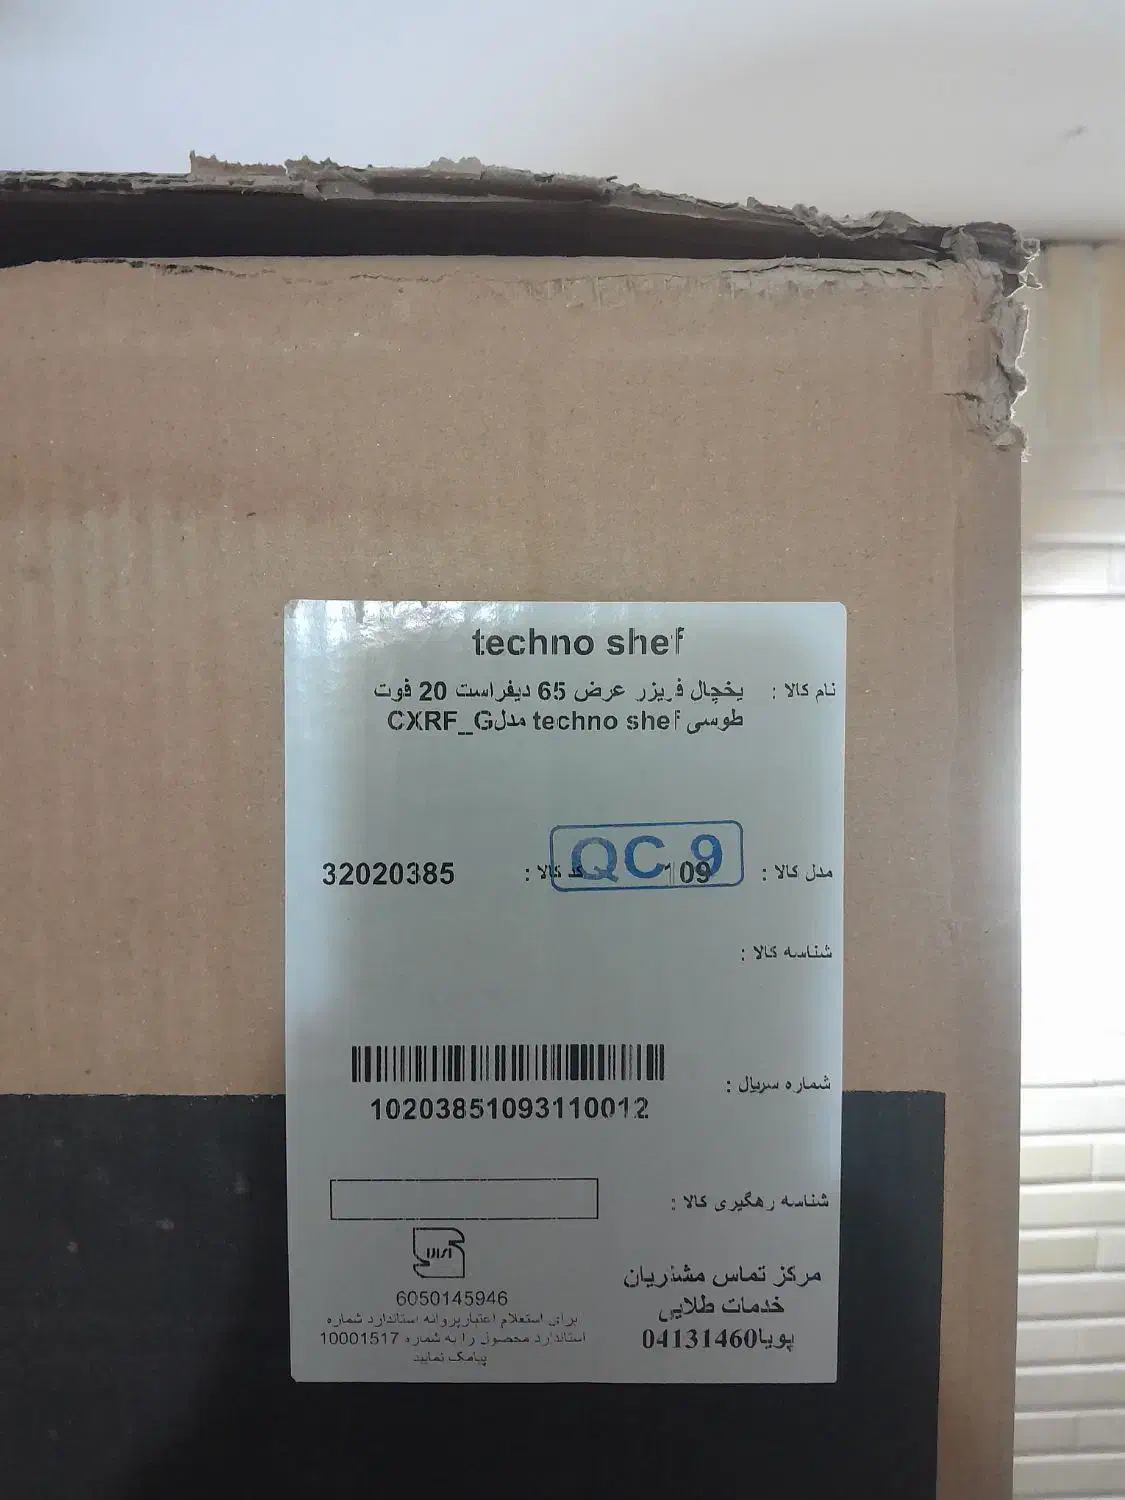 techno shef
نام کالا : یخچال فریزر عرض 65 دیفراست 20 فوت
طوسی techno shef مدلCXRF_G
QC 9
مدل کالا : 109 کد کالا : 32020385
شناسه کالا :
شماره سریال :
10203851093110012
شناسه رهگیری کالا :
مرکز تماس مشتریان
خدمات طلایی
پویا04131460
6050145946
برای استعلام اعتبارپروانه استاندارد شماره
استاندارد محصول را به شماره 10001517
پیامک نمایید